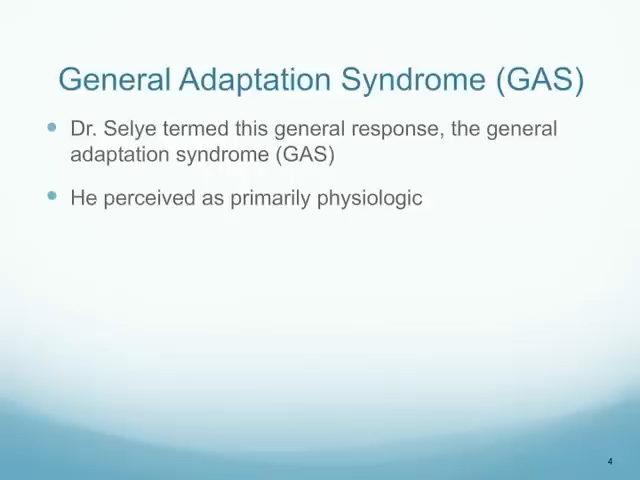 General Adaptation Syndrome (GAS)
Dr. Selye termed this general response, the general
adaptation syndrome (GAS)
He perceived as primarily physiologic
4